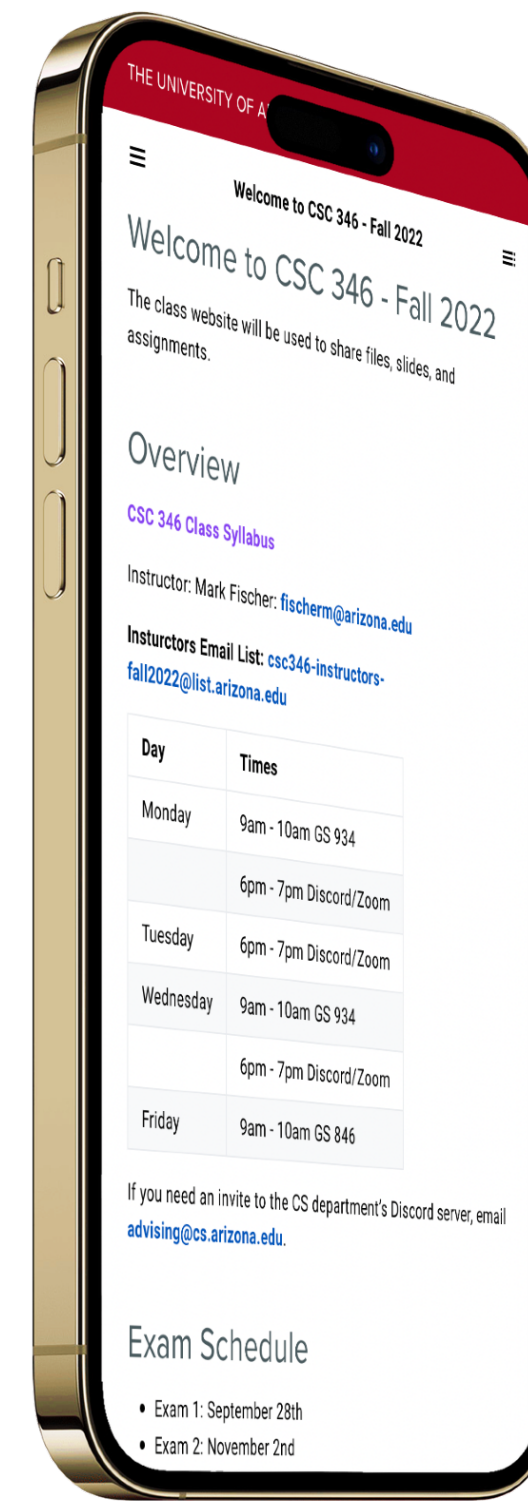 THE UNIVERSITY OF A
Welcome to CSC 346 - Fall 2022
Welcome to CSC 346 - Fall 2022
The class website will be used to share files, slides, and
assignments.
Overview
CSC 346 Class Syllabus
Instructor: Mark Fischer: fischerm@arizona.edu
Insturctors Email List: csc346-instructors-
fall2022@list.arizona.edu
Day Times
Monday 9am - 10am GS 934
6pm - 7pm Discord/Zoom
Tuesday 6pm - 7pm Discord/Zoom
Wednesday 9am - 10am GS 934
6pm - 7pm Discord/Zoom
Friday 9am - 10am GS 846
If you need an invite to the CS department's Discord server, email
advising@cs.arizona.edu.
Exam Schedule
• Exam 1: September 28th
• Exam 2: November 2nd